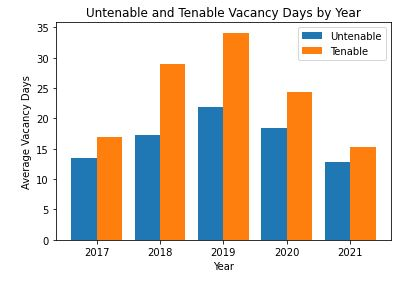 Untenable and Tenable Vacancy Days by Year
Untenable
Tenable
Average Vacancy Days
35
30
25
20
15
10
5
0
2017 2018 2019 2020 2021
Year